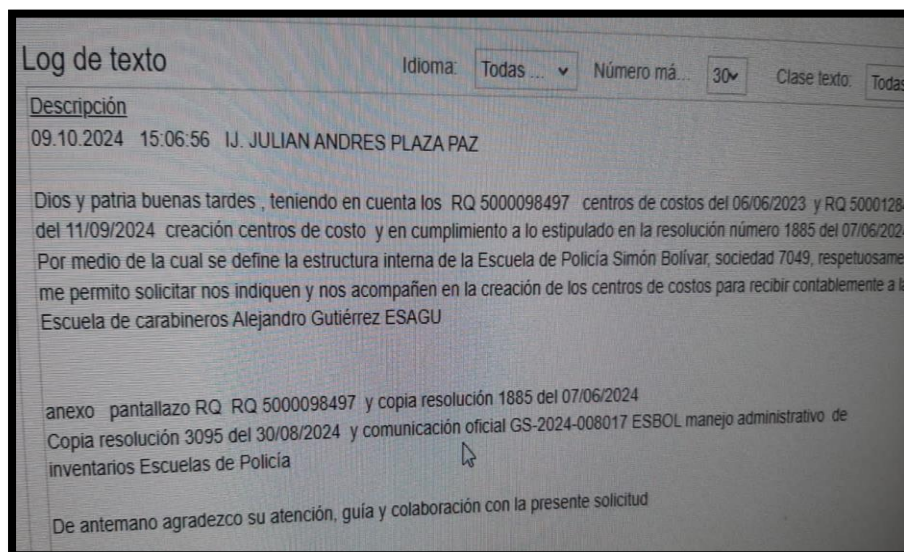 Log de texto
Idioma: Todas ... Número má... 30 Clase texto: Todas
Descripción
09.10.2024 15:06:56 IJ. JULIAN ANDRES PLAZA PAZ
Dios y patria buenas tardes , teniendo en cuenta los RQ 5000098497 centros de costos del 06/06/2023 y RQ
del 11/09/2024 creación centros de costo y en cumplimiento a lo estipulado en la resolución número 1885 del
Por medio de la cual se define la estructura interna de la Escuela de Policía Simón Bolívar, sociedad 7049,
me permito solicitar nos indiquen y nos acompañen en la creación de los centros de costos para recibir contablemente a
Escuela de carabineros Alejandro Gutiérrez ESAGU
anexo pantallazo RQ RQ 5000098497 y copia resolución 1885 del 07/06/2024
Copia resolución 3095 del 30/08/2024 y comunicación oficial GS-2024-008017 ESBOL manejo administrativo de
inventarios Escuelas de Policía
De antemano agradezco su atención, guía y colaboración con la presente solicitud